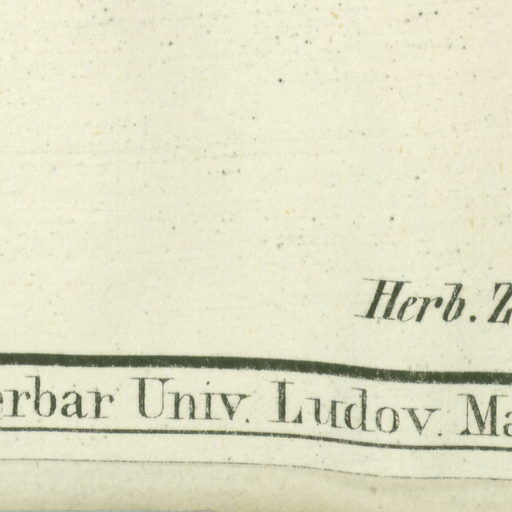 Herb. Z
erbar Univ. Ludov. Ma